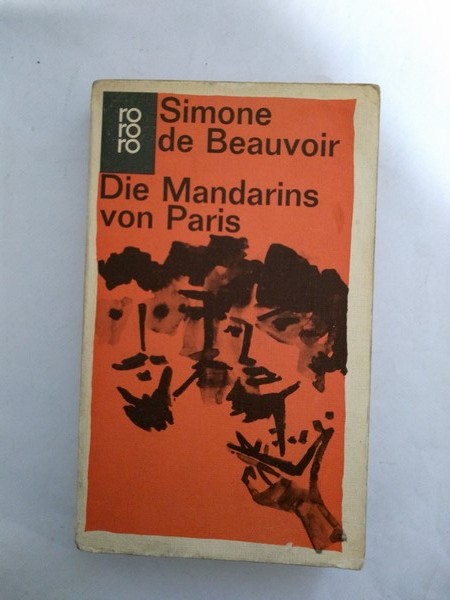 ro
ro
ro
Simone
de Beauvoir
Die Mandarins
von Paris